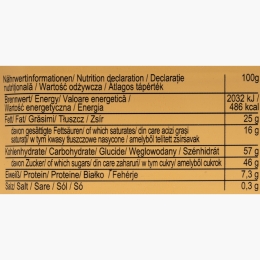 Nährwertinformationen/ Nutrition declaration / Declarație
nutrițională / Wartość odżywcza / Átlagos tápérték 100g
Brennwert/ Energy/ Valoare energetică /
Wartość energetyczna / Energia 2032 kJ /
486 kcal
Fett/ Fat/ Grăsimi/ Tłuszcz / Zsír 25 g
davon gesättigte Fettsäuren/ of which saturates/ din care acizi grași 16 g
saturați/ w tym kwasy tłuszczowe nasycone/ amelyből telített zsírsavak
Kohlenhydrate/ Carbohydrate/ Glucide/ Węglowodany / Szénhidrát 57 g
davon Zucker/ of which sugars/ din care zaharuri/ w tym cukry/ amelyből cukrok 46 g
Eiweiß/ Protein/ Proteine/ Białko / Fehérje 7,3 g
Salz/ Salt / Sare / Sól / Só 0,3 g